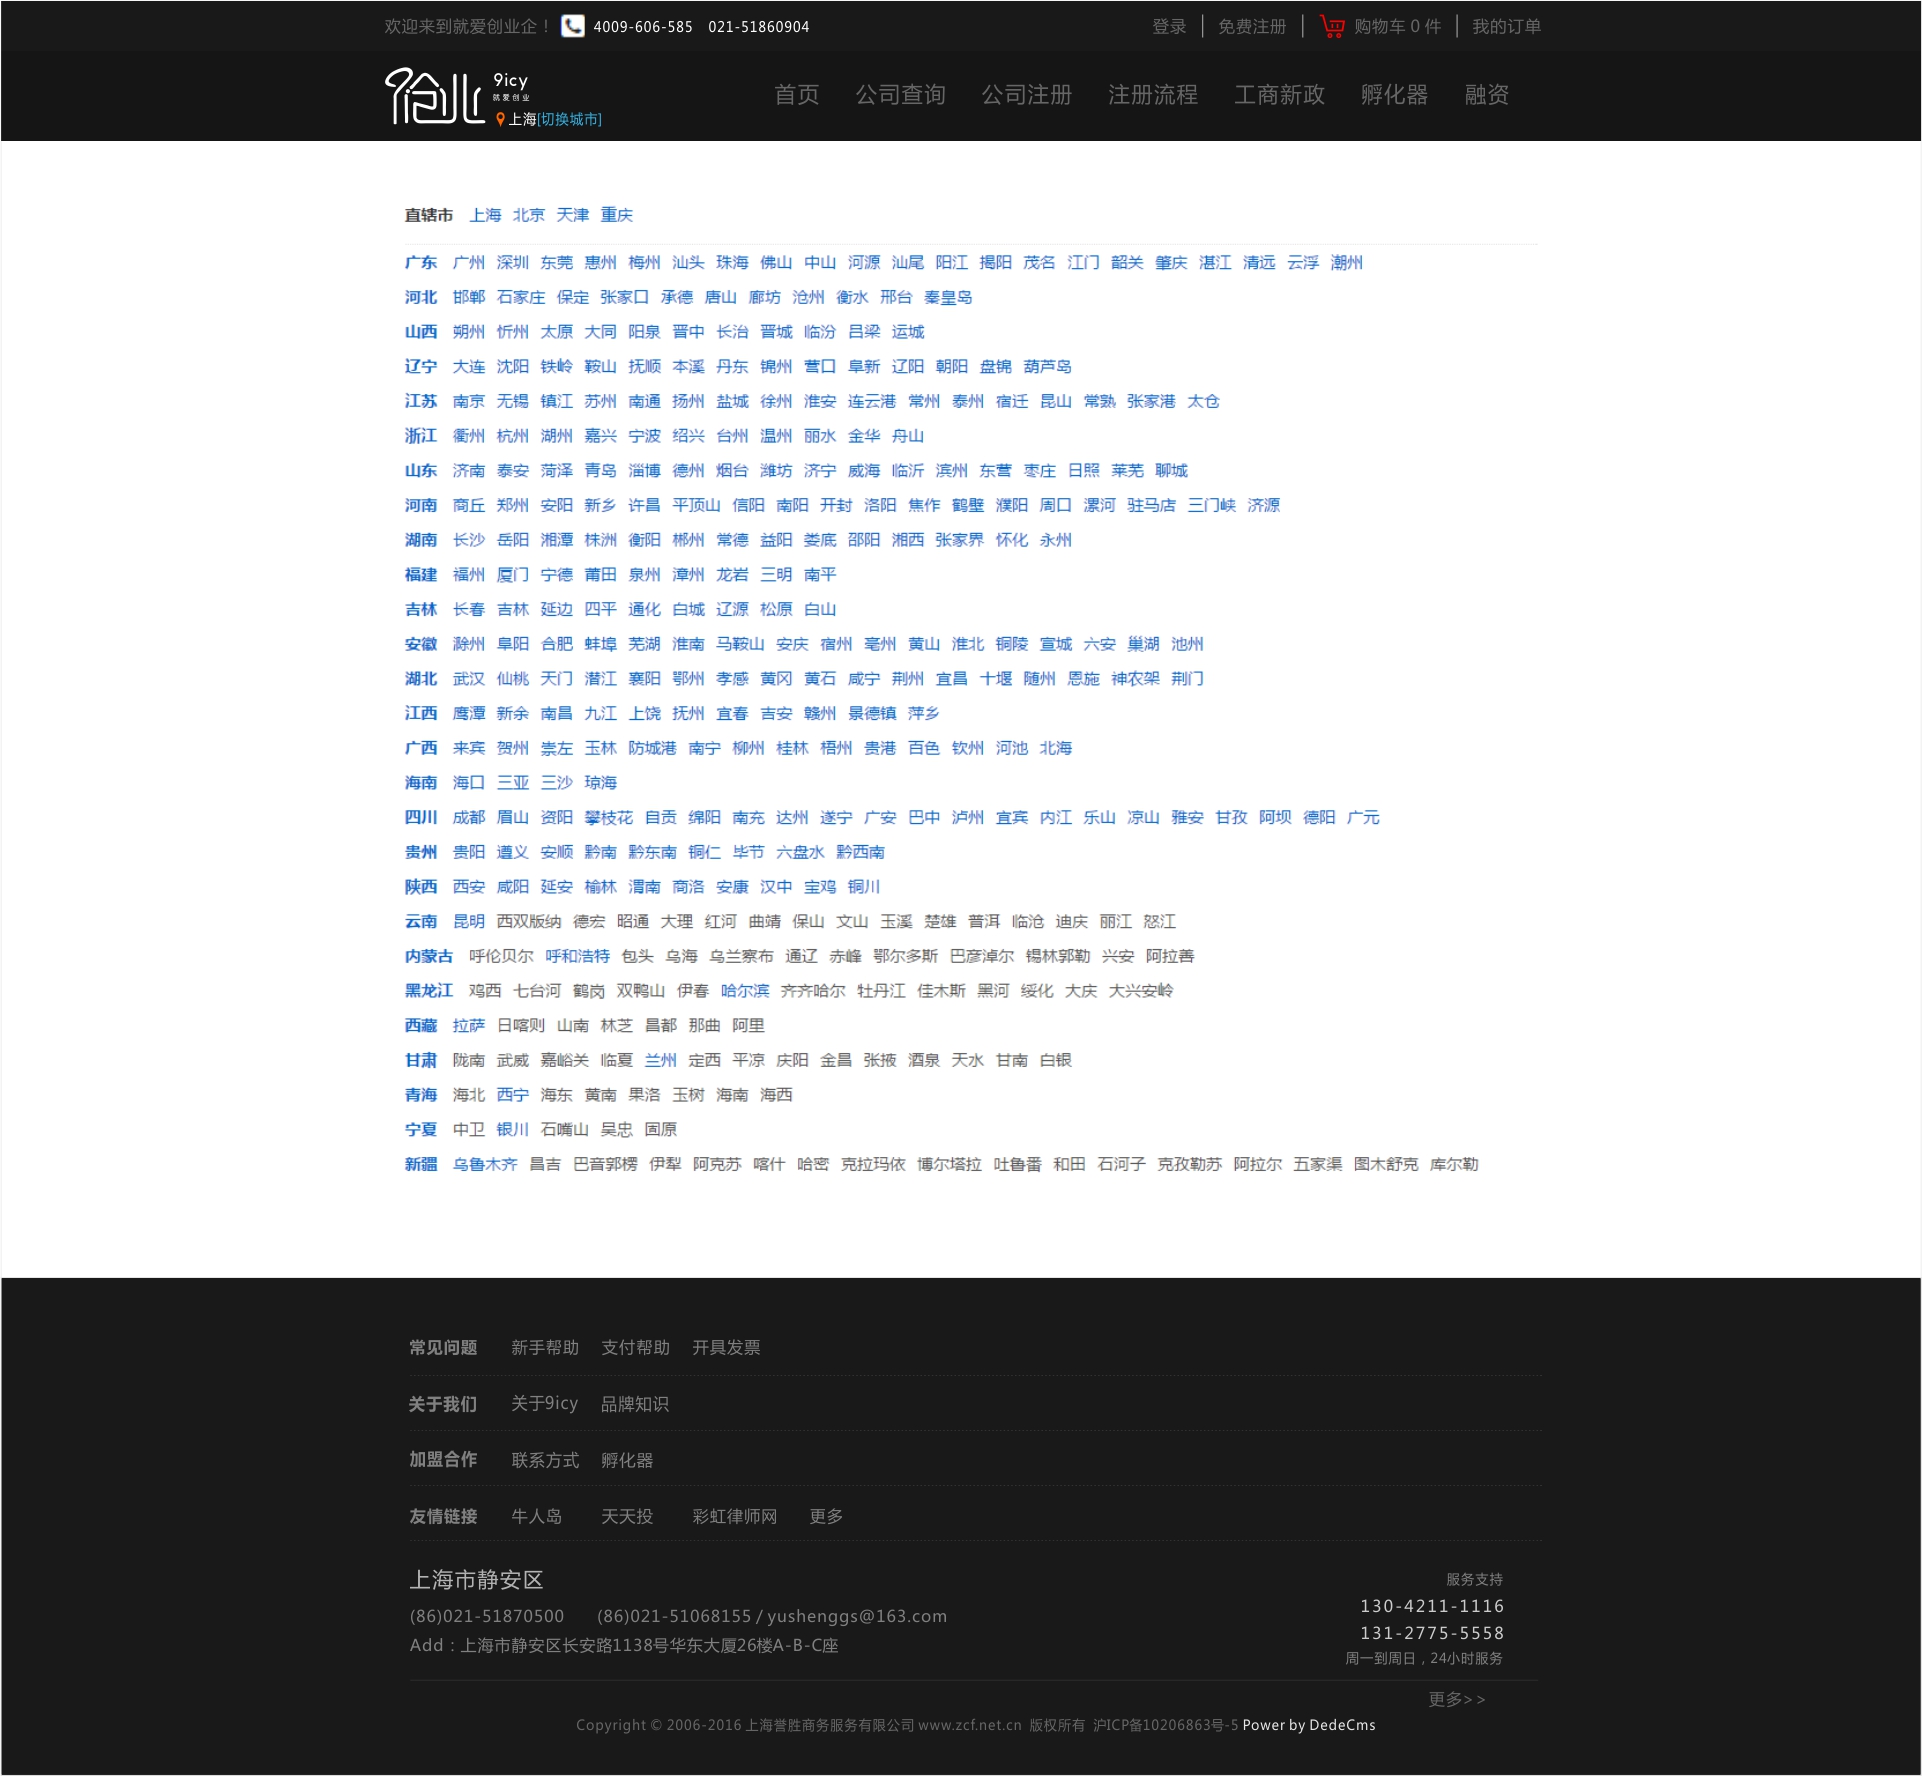 欢迎来到就爱创业企！ 4009-606-585 021-51860904 登录 免费注册 购物车 0 件 我的订单
9icy
就爱创业
上海[切换城市]
首页 公司查询 公司注册 注册流程 工商新政 孵化器 融资
直辖市 上海 北京 天津 重庆
广东 广州 深圳 东莞 惠州 梅州 汕头 珠海 佛山 中山 河源 汕尾 阳江 揭阳 茂名 江门 韶关 肇庆 湛江 清远 云浮 潮州
河北 邯郸 石家庄 保定 张家口 承德 唐山 廊坊 沧州 衡水 邢台 秦皇岛
山西 朔州 忻州 太原 大同 阳泉 晋中 长治 晋城 临汾 吕梁 运城
辽宁 大连 沈阳 铁岭 鞍山 抚顺 本溪 丹东 锦州 营口 阜新 辽阳 朝阳 盘锦 葫芦岛
江苏 南京 无锡 镇江 苏州 南通 扬州 盐城 徐州 淮安 连云港 常州 泰州 宿迁 昆山 常熟 张家港 太仓
浙江 衢州 杭州 湖州 嘉兴 宁波 绍兴 台州 温州 丽水 金华 舟山
山东 济南 泰安 菏泽 青岛 淄博 德州 烟台 潍坊 济宁 威海 临沂 滨州 东营 枣庄 日照 莱芜 聊城
河南 商丘 郑州 安阳 新乡 许昌 平顶山 信阳 南阳 开封 洛阳 焦作 鹤壁 濮阳 周口 漯河 驻马店 三门峡 济源
湖南 长沙 岳阳 湘潭 株洲 衡阳 郴州 常德 益阳 娄底 邵阳 湘西 张家界 怀化 永州
福建 福州 厦门 宁德 莆田 泉州 漳州 龙岩 三明 南平
吉林 长春 吉林 延边 四平 通化 白城 辽源 松原 白山
安徽 滁州 阜阳 合肥 蚌埠 芜湖 淮南 马鞍山 安庆 宿州 亳州 黄山 淮北 铜陵 宣城 六安 巢湖 池州
湖北 武汉 仙桃 天门 潜江 襄阳 鄂州 孝感 黄冈 黄石 咸宁 荆州 宜昌 十堰 随州 恩施 神农架 荆门
江西 鹰潭 新余 南昌 九江 上饶 抚州 宜春 吉安 赣州 景德镇 萍乡
广西 来宾 贺州 崇左 玉林 防城港 南宁 柳州 桂林 梧州 贵港 百色 钦州 河池 北海
海南 海口 三亚 三沙 琼海
四川 成都 眉山 资阳 攀枝花 自贡 绵阳 南充 达州 遂宁 广安 巴中 泸州 宜宾 内江 乐山 凉山 雅安 甘孜 阿坝 德阳 广元
贵州 贵阳 遵义 安顺 黔南 黔东南 铜仁 毕节 六盘水 黔西南
陕西 西安 咸阳 延安 榆林 渭南 商洛 安康 汉中 宝鸡 铜川
云南 昆明 西双版纳 德宏 昭通 大理 红河 曲靖 保山 文山 玉溪 楚雄 普洱 临沧 迪庆 丽江 怒江
内蒙古 呼伦贝尔 呼和浩特 包头 乌海 乌兰察布 通辽 赤峰 鄂尔多斯 巴彦淖尔 锡林郭勒 兴安 阿拉善
黑龙江 鸡西 七台河 鹤岗 双鸭山 伊春 哈尔滨 齐齐哈尔 牡丹江 佳木斯 黑河 绥化 大庆 大兴安岭
西藏 拉萨 日喀则 山南 林芝 昌都 那曲 阿里
甘肃 陇南 武威 嘉峪关 临夏 兰州 定西 平凉 庆阳 金昌 张掖 酒泉 天水 甘南 白银
青海 海北 西宁 海东 黄南 果洛 玉树 海南 海西
宁夏 中卫 银川 石嘴山 吴忠 固原
新疆 乌鲁木齐 昌吉 巴音郭楞 伊犁 阿克苏 喀什 哈密 克拉玛依 博尔塔拉 吐鲁番 和田 石河子 克孜勒苏 阿拉尔 五家渠 图木舒克 库尔勒
常见问题 新手帮助 支付帮助 开具发票
关于我们 关于9icy 品牌知识
加盟合作 联系方式 孵化器
友情链接 牛人岛 天天投 彩虹律师网 更多
上海市静安区
(86)021-51870500 (86)021-51068155 / yushenggs@163.com
Add：上海市静安区长安路1138号华东大厦26楼A-B-C座
服务支持
130-4211-1116
131-2775-5558
周一到周日，24小时服务
更多>>
Copyright © 2006-2016 上海誉胜商务服务有限公司 www.zcf.net.cn 版权所有 沪ICP备10206863号-5 Power by DedeCms